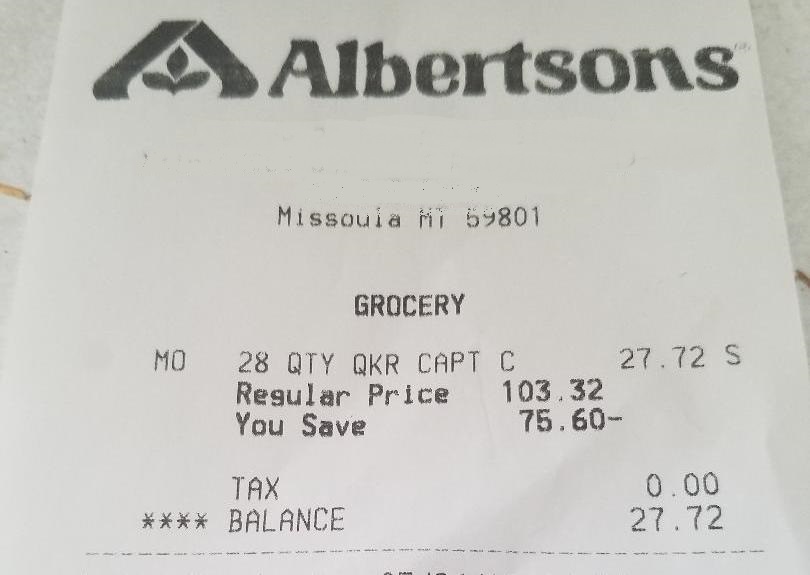 Albertsons
Missoula MT 59801
GROCERY
MO 28 QTY QKR CAPT C 27.72 S
Regular Price 103.32
You Save 75.60-
TAX 0.00
**** BALANCE 27.72